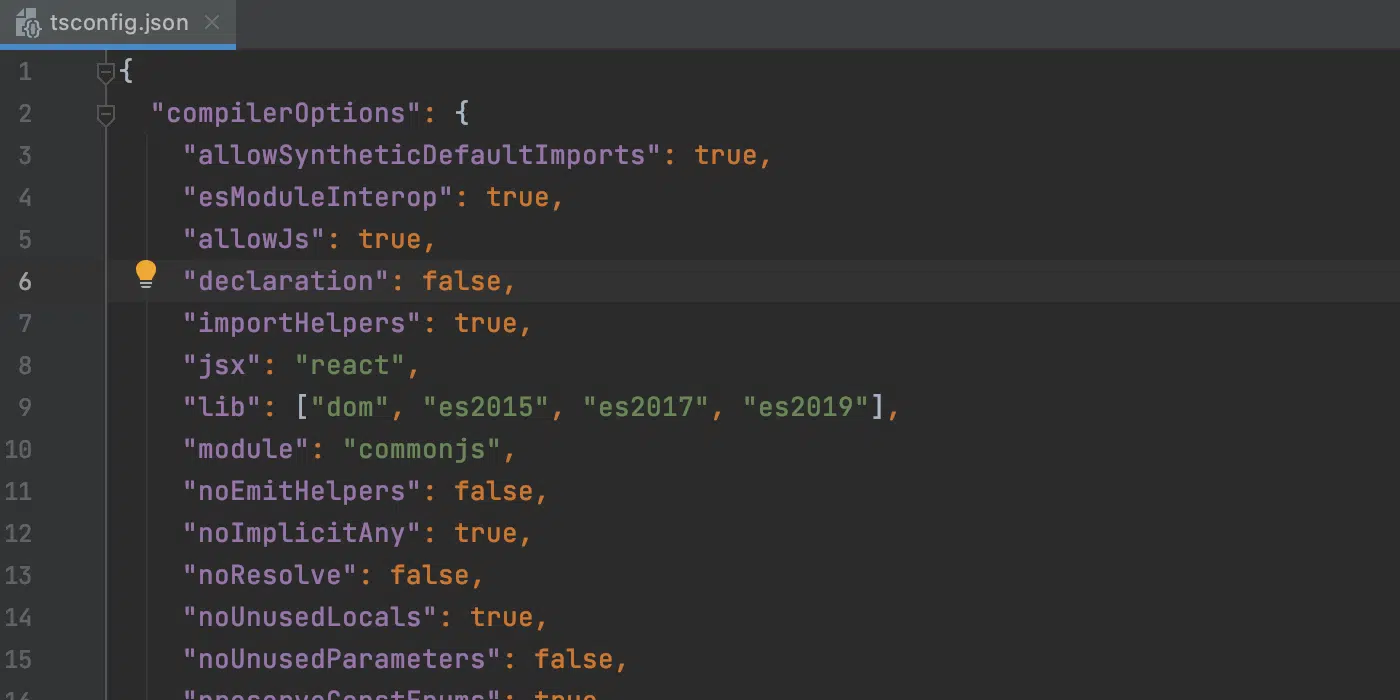 tsconfig.json
1 {
2 "compilerOptions": {
3 "allowSyntheticDefaultImports": true,
4 "esModuleInterop": true,
5 "allowJs": true,
6 "declaration": false,
7 "importHelpers": true,
8 "jsx": "react",
9 "lib": ["dom", "es2015", "es2017", "es2019"],
10 "module": "commonjs",
11 "noEmitHelpers": false,
12 "noImplicitAny": true,
13 "noResolve": false,
14 "noUnusedLocals": true,
15 "noUnusedParameters": false,
16 "preserveConstEnums": true